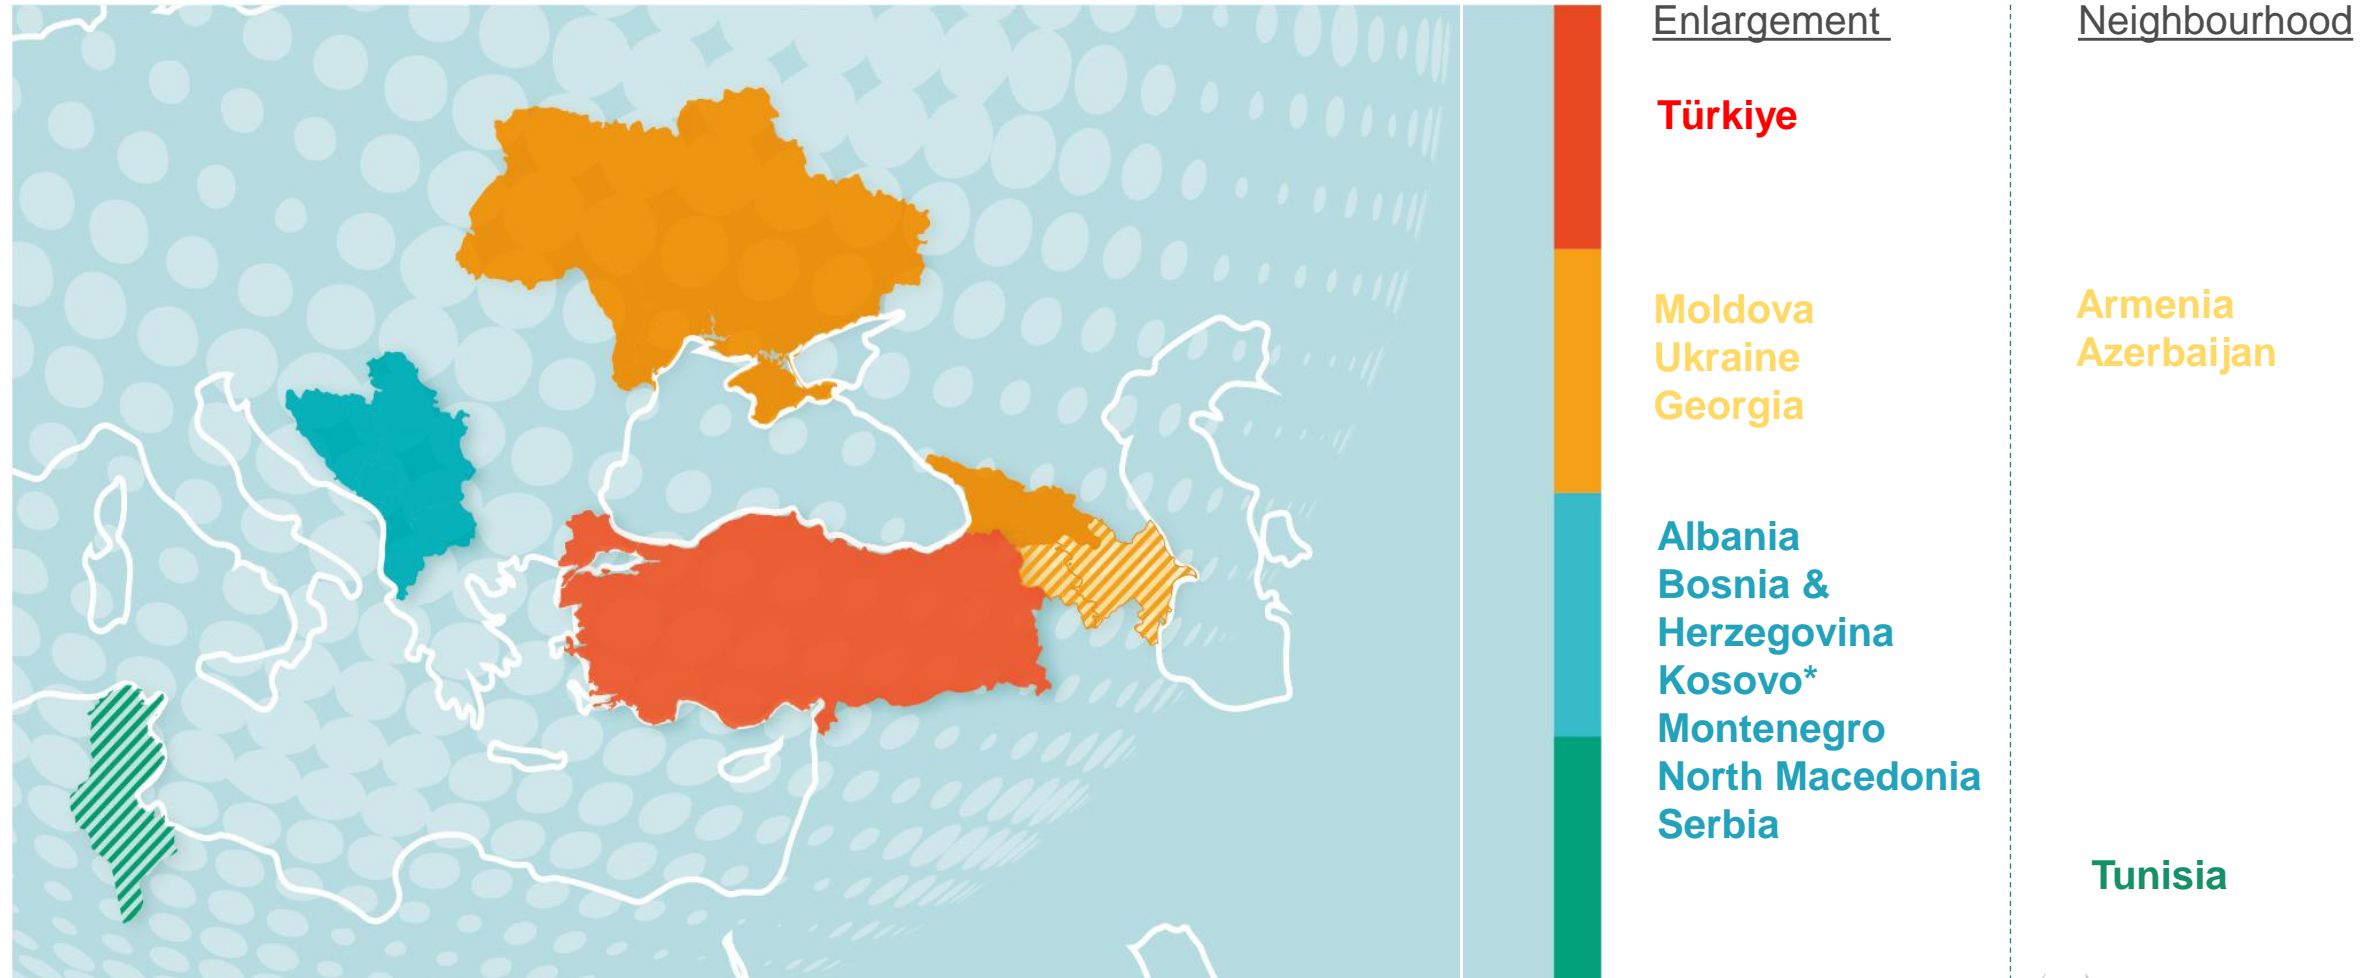 Enlargement
Neighbourhood
Türkiye
Moldova
Ukraine
Georgia
Armenia
Azerbaijan
Albania
Bosnia &
Herzegovina
Kosovo*
Montenegro
North Macedonia
Serbia
Tunisia